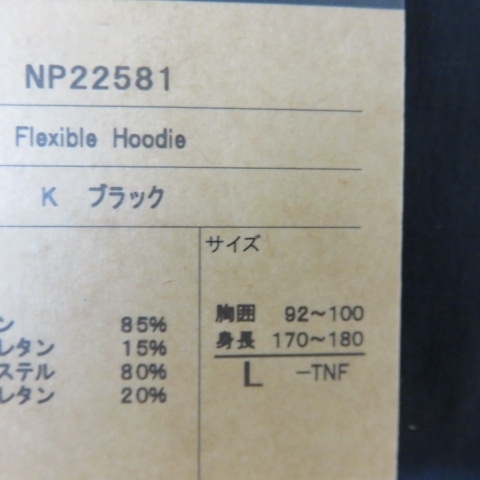 NP22581
Flexible Hoodie
K ブラック
サイズ
ン 85%
レタン 15%
ステル 80%
レタン 20%
胸囲 92～100
身長 170～180
L -TNF